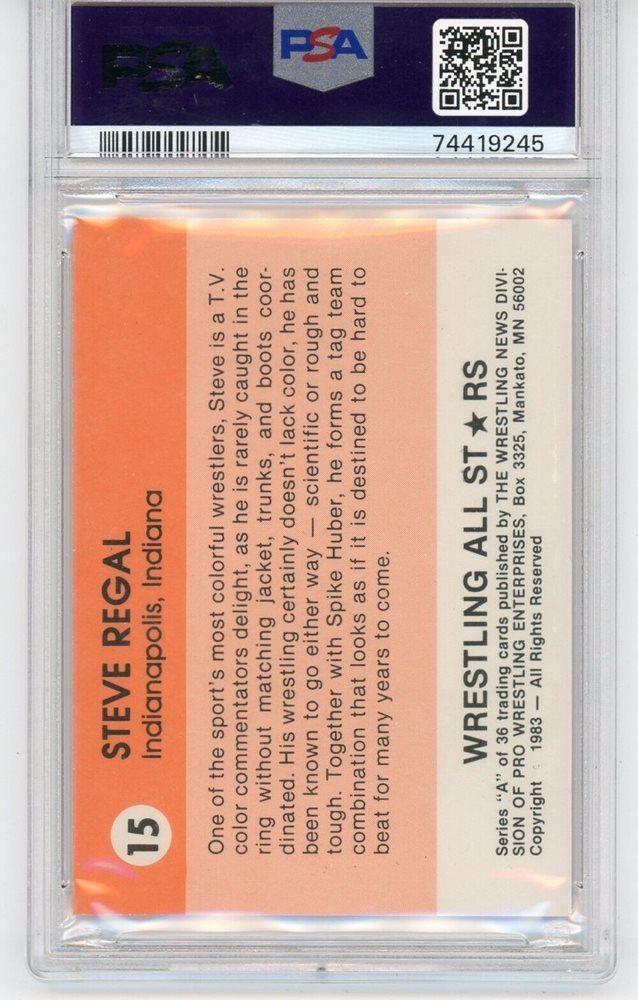 PSA
PSA
74419245
15
STEVE REGAL
Indianapolis, Indiana
One of the sport's most colorful wrestlers, Steve is a T.V.
color commentators delight, as he is rarely caught in the
ring without matching jacket, trunks, and boots coor-
dinated. His wrestling certainly doesn't lack color, he has
been known to go either way — scientific or rough and
tough. Together with Spike Huber, he forms a tag team
combination that looks as if it is destined to be hard to
beat for many years to come.
WRESTLING ALL ST★RS
Series "A" of 36 trading cards published by THE WRESTLING NEWS DIVI-
SION OF PRO WRESTLING ENTERPRISES, Box 3325, Mankato, MN 56002
Copyright 1983 — All Rights Reserved